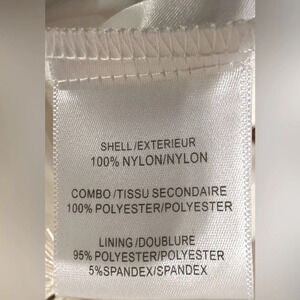 SHELL/EXTERIEUR
100% NYLON/NYLON
COMBO/TISSU SECONDAIRE
100% POLYESTER/POLYESTER
LINING/DOUBLURE
95% POLYESTER/POLYESTER
5%SPANDEX/SPANDEX